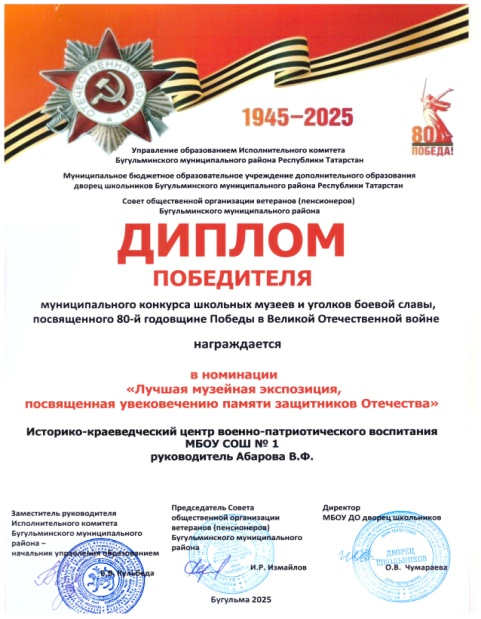 ОТЕЧЕСТВЕННАЯ ВОЙНА
1945–2025
80
ПОБЕДА!
Управление образованием Исполнительного комитета
Бугульминского муниципального района Республики Татарстан
Муниципальное бюджетное образовательное учреждение дополнительного образования
дворец школьников Бугульминского муниципального района Республики Татарстан
Совет общественной организации ветеранов (пенсионеров)
Бугульминского муниципального района
ДИПЛОМ
ПОБЕДИТЕЛЯ
муниципального конкурса школьных музеев и уголков боевой славы,
посвященного 80-й годовщине Победы в Великой Отечественной войне
награждается
в номинации
«Лучшая музейная экспозиция,
посвященная увековечению памяти защитников Отечества»
Историко-краеведческий центр военно-патриотического воспитания
МБОУ СОШ № 1
руководитель Абарова В.Ф.
Заместитель руководителя
Исполнительного комитета
Бугульминского муниципального
района –
начальник управления образованием
В.В. Кульбеда
Председатель Совета
общественной организации
ветеранов (пенсионеров)
Бугульминского муниципального
района
И.Р. Измайлов
Директор
МБОУ ДО дворец школьников
ДВОРЕЦ
ШКОЛЬНИКОВ
О.В. Чумараева
Бугульма 2025